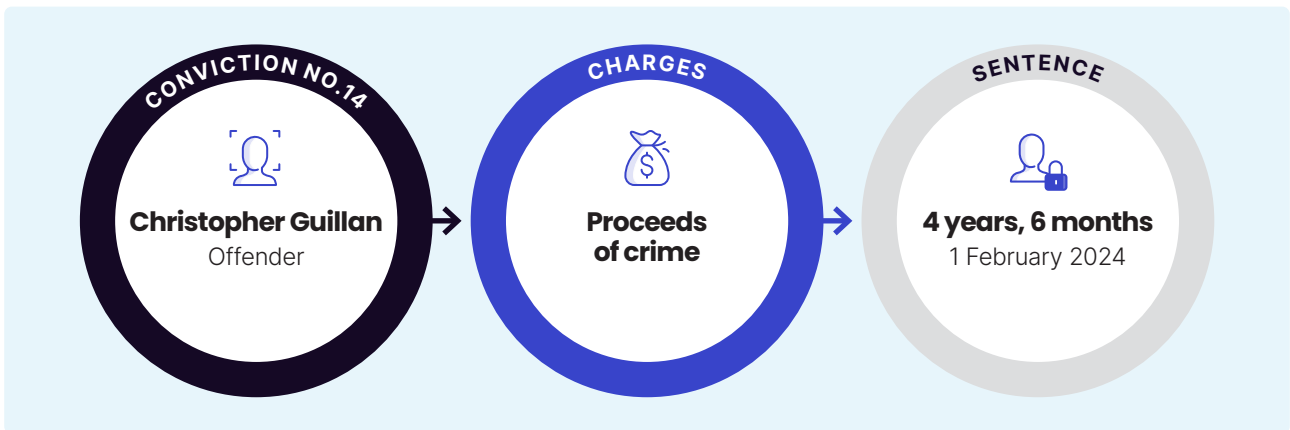 CONVICTION NO.14
Christopher Guillan
Offender
CHARGES
$
Proceeds
of crime
SENTENCE
4 years, 6 months
1 February 2024